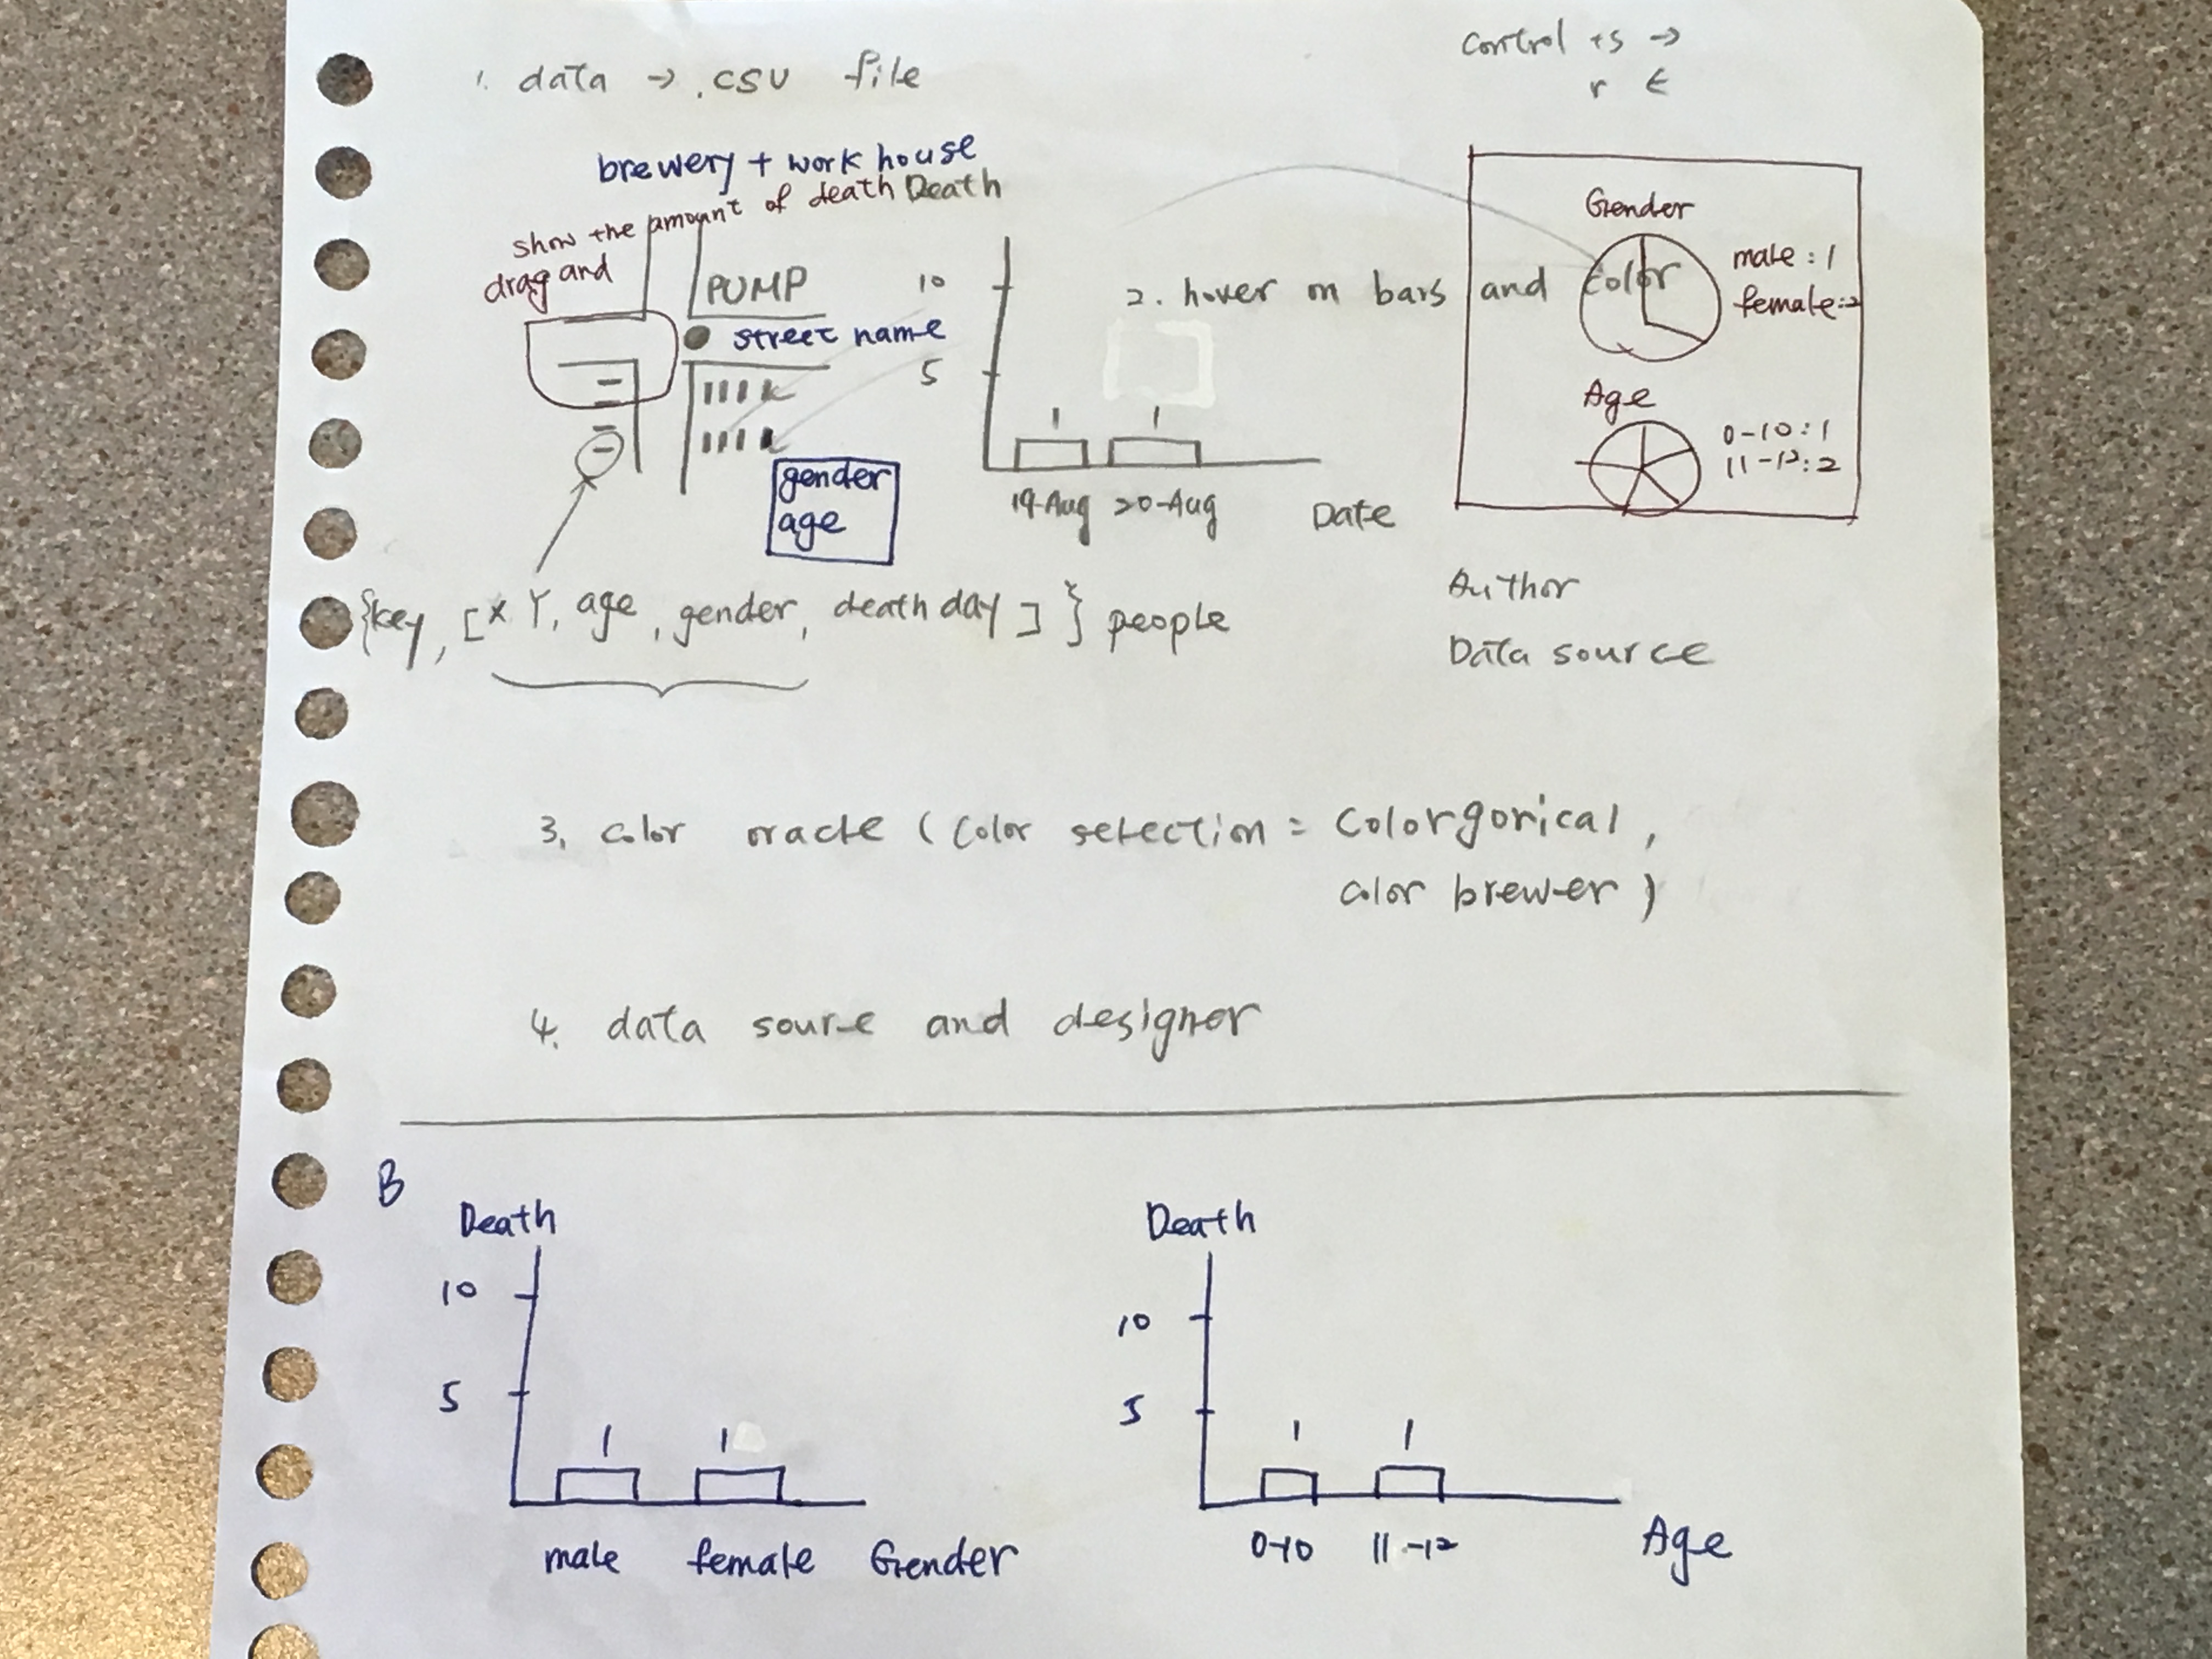 control +s →
r ←
1. data → .csv file
brewery + work house
show the amount of death
drag and
PUMP
street name
gender
age
Death
10
5
1 1
19-Aug 20-Aug Date
2. hover on bars and color
Gender
male : 1
female : 2
Age
0-10 : 1
11-12 : 2
{key, [X Y, age, gender, death day ] } people
Author
Data source
3. color oracle ( color selection = Colorgorical,
color brewer )
4. data sourse and designer
B
Death
10
5
1 1
male female Gender
Death
10
5
1 1
0-10 11-12 Age